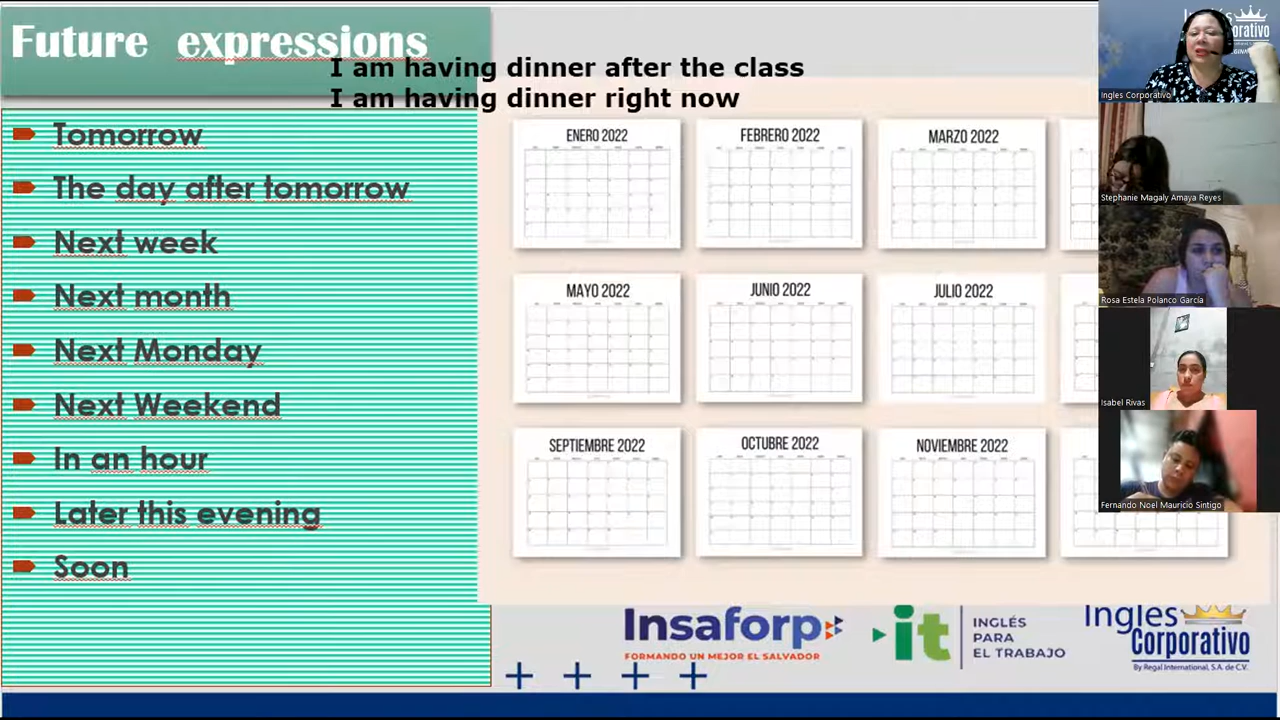 Future expressions
I am having dinner after the class
I am having dinner right now
Tomorrow
The day after tomorrow
Next week
Next month
Next Monday
Next Weekend
In an hour
Later this evening
Soon
ENERO 2022
FEBRERO 2022
MARZO 2022
MAYO 2022
JUNIO 2022
JULIO 2022
SEPTIEMBRE 2022
OCTUBRE 2022
NOVIEMBRE 2022
Insaforp
FORMANDO UN MEJOR EL SALVADOR
it
INGLÉS
PARA
EL TRABAJO
Ingles
Corporativo
By Regal International, S.A. de C.V.
Ingles Corporativo
Stephanie Magaly Amaya Reyes
Rosa Estela Polanco García
Isabel Rivas
Fernando Noel Mauricio Sintigo